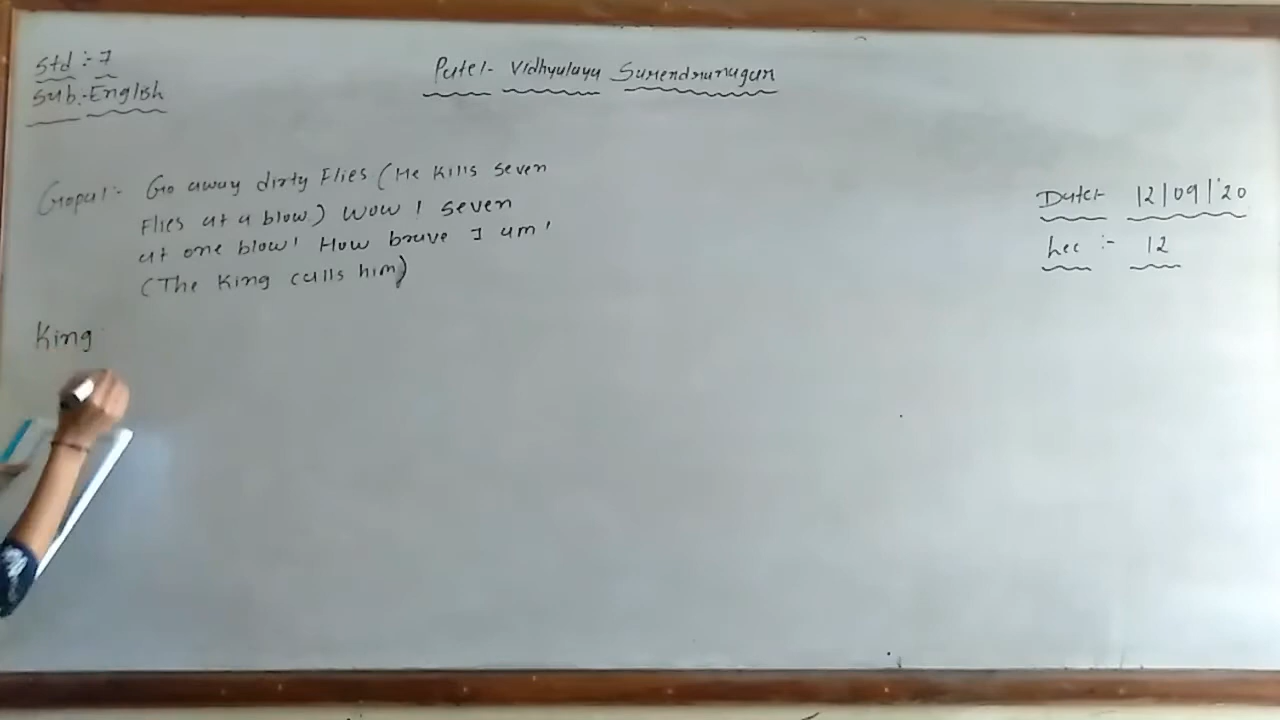 Std :- 7
Sub:- English
Patel- Vidhyalaya Surendranagar
Date:- 12/09/'20
Lec :- 12
Gopal:- Go away dirty Flies (He Kills Seven
Flies at a blow) Wow ! Seven
at one blow! How brave I am!
(The King calls him)
King